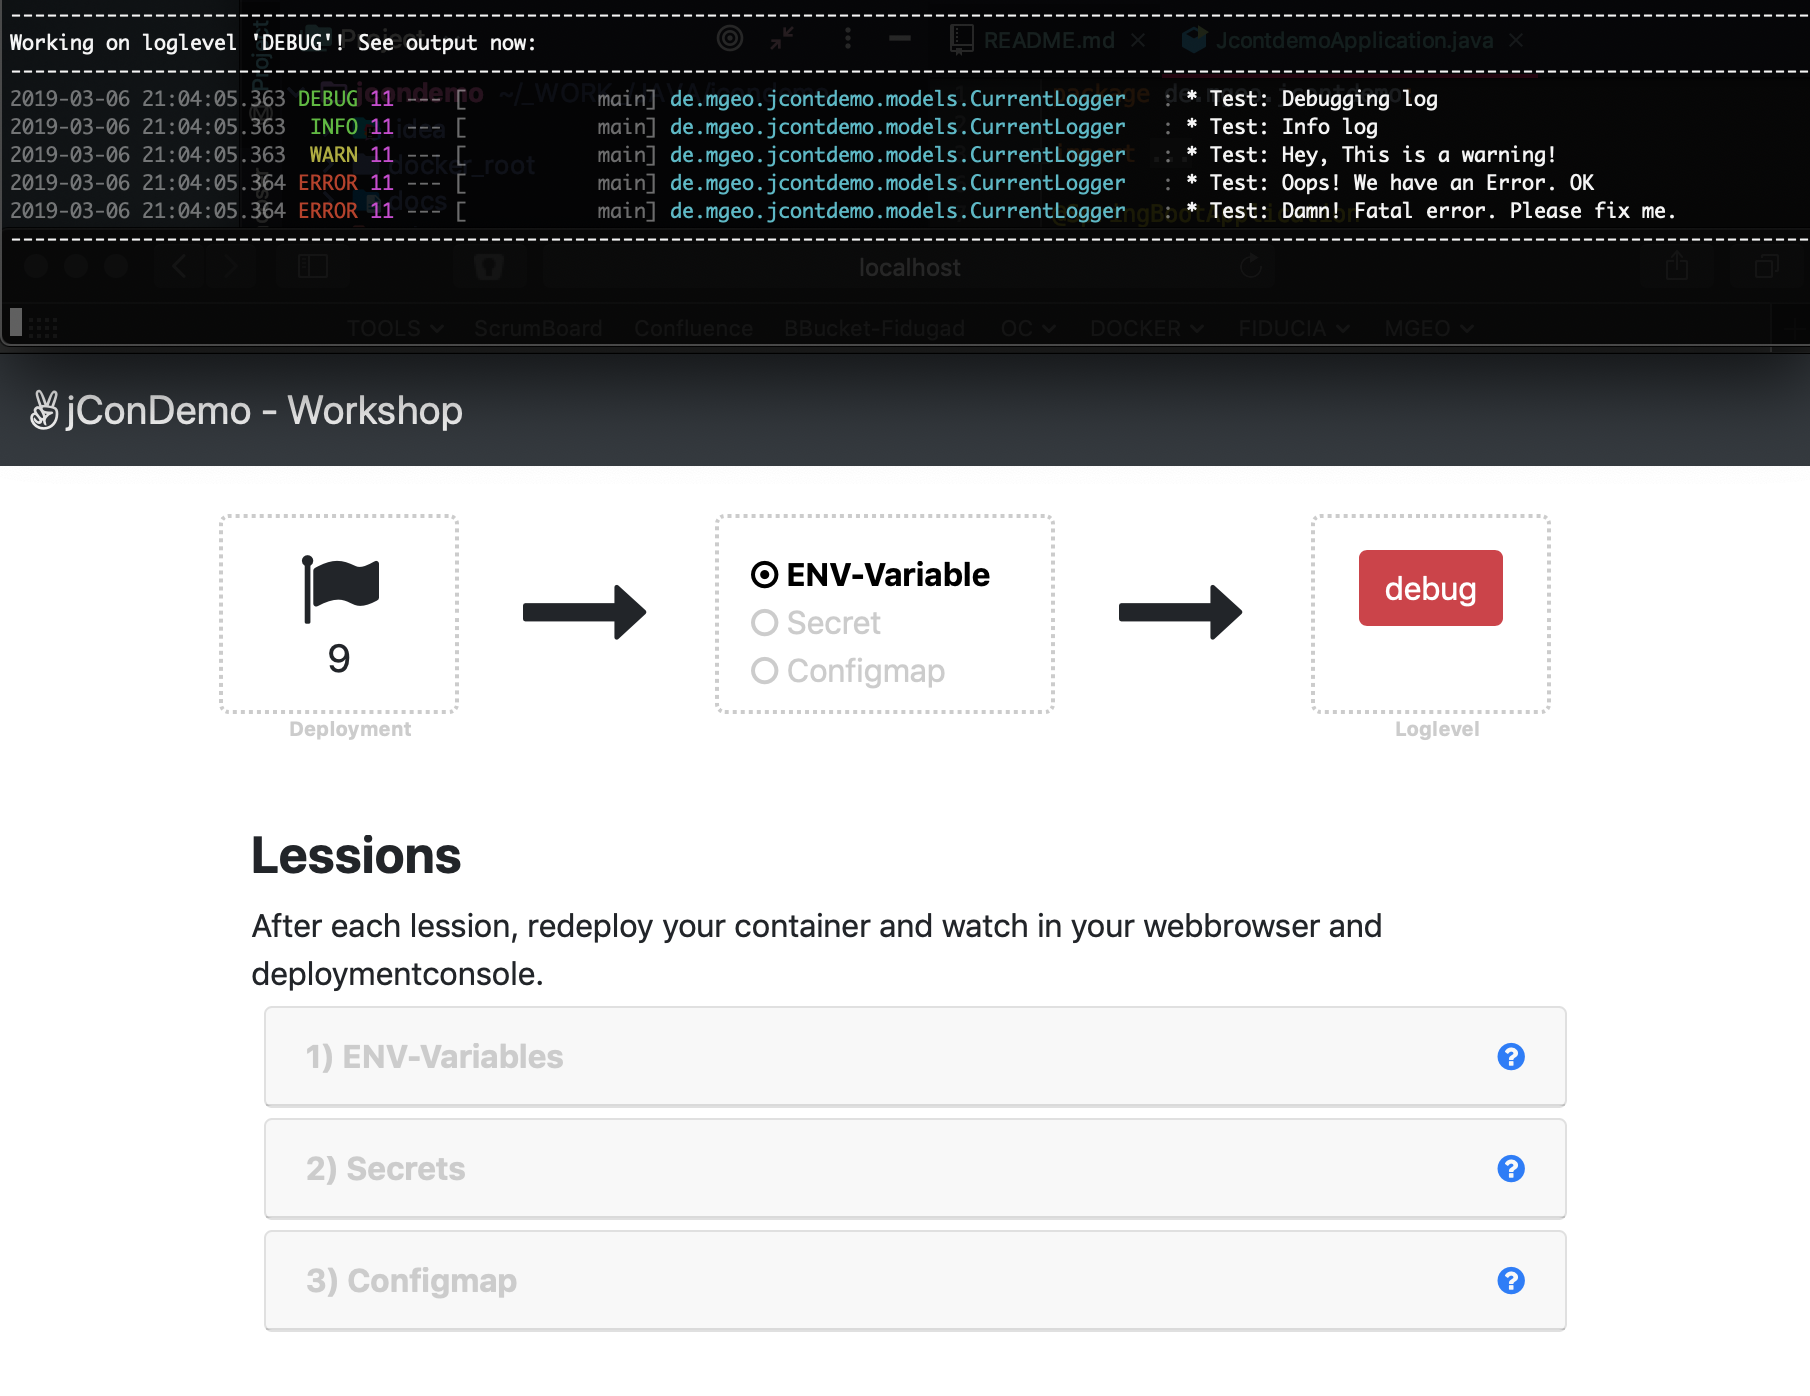 Working on loglevel 'DEBUG'! See output now:
Project
README.md
JcontdemoApplication.java
2019-03-06 21:04:05.363 DEBUG 11 --- [ main] de.mgeo.jcontdemo.models.CurrentLogger : * Test: Debugging log
2019-03-06 21:04:05.363 INFO 11 --- [ main] de.mgeo.jcontdemo.models.CurrentLogger : * Test: Info log
2019-03-06 21:04:05.363 WARN 11 --- [ main] de.mgeo.jcontdemo.models.CurrentLogger : * Test: Hey, This is a warning!
2019-03-06 21:04:05.364 ERROR 11 --- [ main] de.mgeo.jcontdemo.models.CurrentLogger : * Test: Oops! We have an Error. OK
2019-03-06 21:04:05.364 ERROR 11 --- [ main] de.mgeo.jcontdemo.models.CurrentLogger : * Test: Damn! Fatal error. Please fix me.
docker_root
docs
localhost
TOOLS ScrumBoard Confluence BBucket-Fidugad OC DOCKER FIDUCIA MGEO
jConDemo - Workshop
9
Deployment
ENV-Variable
Secret
Configmap
debug
Loglevel
Lessions
After each lession, redeploy your container and watch in your webbrowser and
deploymentconsole.
1) ENV-Variables
2) Secrets
3) Configmap